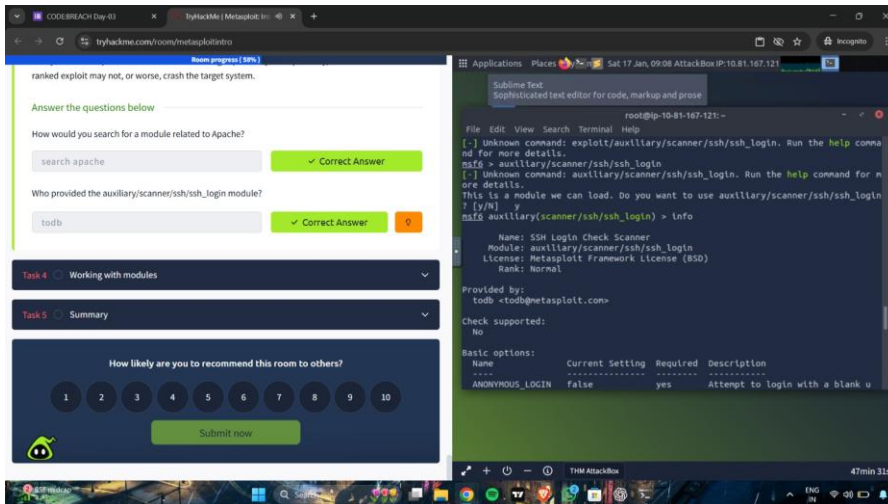 CODE:BREACH Day-03
TryHackMe | Metasploit: Int
tryhackme.com/room/metasploitintro
Incognito
Room progress ( 58% )
ranked exploit may not, or worse, crash the target system.
Answer the questions below
How would you search for a module related to Apache?
search apache
✓ Correct Answer
Who provided the auxiliary/scanner/ssh/ssh_login module?
todb
✓ Correct Answer
Task 4
Working with modules
Task 5
Summary
How likely are you to recommend this room to others?
1 2 3 4 5 6 7 8 9 10
Submit now
Applications Places Sat 17 Jan, 09:08 AttackBox IP:10.81.167.121
Sublime Text
Sophisticated text editor for code, markup and prose
root@ip-10-81-167-121: ~
File Edit View Search Terminal Help
[-] Unknown command: exploit/auxiliary/scanner/ssh/ssh_login. Run the help comma
nd for more details.
msf6 > auxiliary/scanner/ssh/ssh_login
[-] Unknown command: auxiliary/scanner/ssh/ssh_login. Run the help command for m
ore details.
This is a module we can load. Do you want to use auxiliary/scanner/ssh/ssh_login
? [y/N] y
msf6 auxiliary(scanner/ssh/ssh_login) > info
Name: SSH Login Check Scanner
Module: auxiliary/scanner/ssh/ssh_login
License: Metasploit Framework License (BSD)
Rank: Normal
Provided by:
todb <todb@metasploit.com>
Check supported:
No
Basic options:
Name Current Setting Required Description
---- --------------- -------- -----------
ANONYMOUS_LOGIN false yes Attempt to login with a blank u
THM AttackBox
47min 31s
ENG
IN